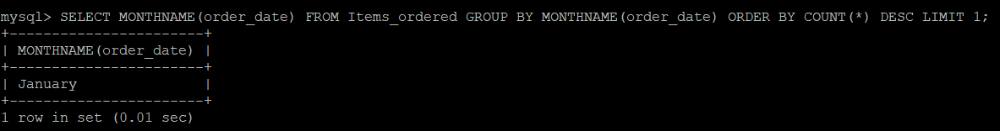 mysql> SELECT MONTHNAME(order_date) FROM Items_ordered GROUP BY MONTHNAME(order_date) ORDER BY COUNT(*) DESC LIMIT 1;
+-----------------------+
| MONTHNAME(order_date) |
+-----------------------+
| January               |
+-----------------------+
1 row in set (0.01 sec)